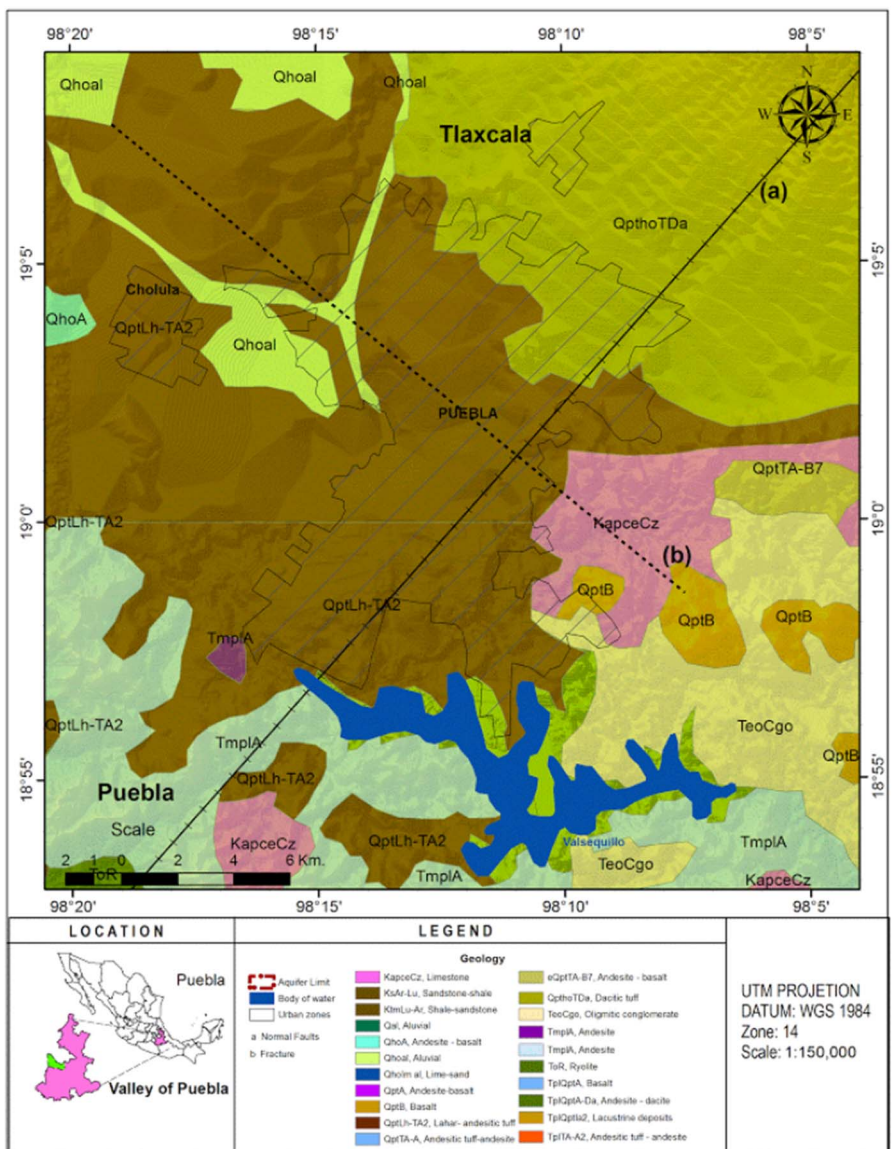 98°20'
98°15'
98°10'
98°5'
Qhoal
Qhoal
Qhoal
N
W
E
S
Tlaxcala
(a)
QpthoTDa
19°5'
19°5'
Cholula
QhoA
QptLh-TA2
Qhoal
PUEBLA
QptTA-B7
QptLh-TA2
19°0'
19°0'
KapceCz
(b)
QptB
QptLh-TA2
QptB
QptB
TmplA
QptLh-TA2
TmplA
TeoCgo
QptB
QptLh-TA2
18°55'
18°55'
Puebla
Scale
KapceCz
QptLh-TA2
Valsequillo
TmplA
2 1 0 2 4 6 Km.
TeoCgo
ToR
TmplA
KapceCz
98°20'
98°15'
98°10'
98°5'
LOCATION
Puebla
Valley of Puebla
LEGEND
Geology
Aquifer Limit
Body of water
Urban zones
a Normal Faults
b Fracture
KapceCz, Limestone
KsAr-Lu, Sandstone-shale
KtmLu-Ar, Shale-sandstone
Qal, Aluvial
QhoA, Andesite - basalt
Qhoal, Aluvial
Qholm al, Lime-sand
QptA, Andesite-basalt
QptB, Basalt
QptLh-TA2, Lahar- andesitic tuff
QptTA-A, Andesitic tuff-andesite
eQptTA-B7, Andesite - basalt
QpthoTDa, Dacitic tuff
TeoCgo, Oligmitic conglomerate
TmplA, Andesite
TmplA, Andesite
ToR, Ryolite
TplQptA, Basalt
TplQptA-Da, Andesite - dacite
TplQptla2, Lacustrine deposits
TplTA-A2, Andesitic tuff - andesite
UTM PROJETION
DATUM: WGS 1984
Zone: 14
Scale: 1:150,000